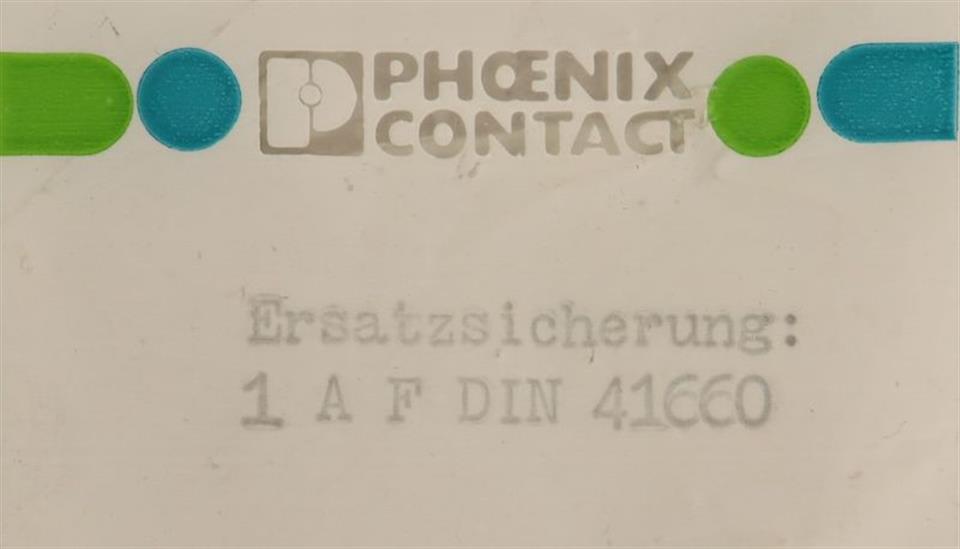 PHŒNIX
CONTACT
Ersatzsicherung:
1 A F DIN 41660